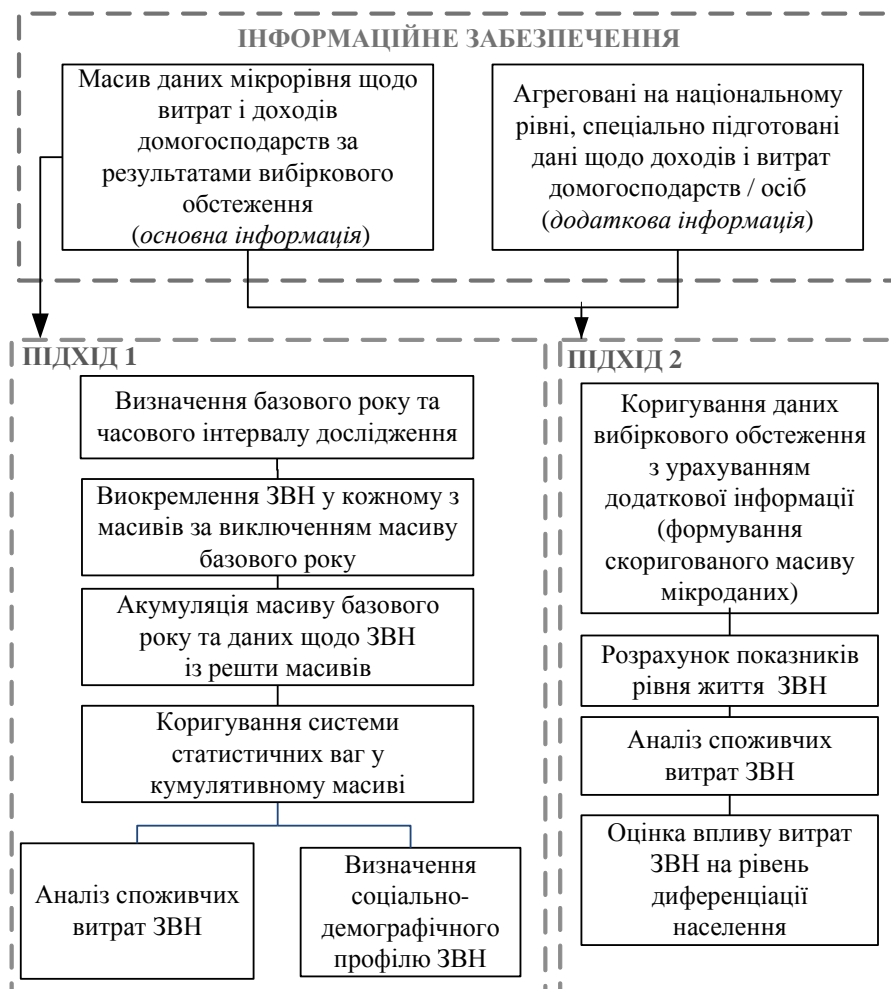 ІНФОРМАЦІЙНЕ ЗАБЕЗПЕЧЕННЯ
Масив даних мікрорівня щодо
витрат і доходів
домогосподарств за
результатами вибіркового
обстеження
(основна інформація)
Агреговані на національному
рівні, спеціально підготовані
дані щодо доходів і витрат
домогосподарств / осіб
(додаткова інформація)
ПІДХІД 1
Визначення базового року та
часового інтервалу дослідження
Виокремлення ЗВН у кожному з
масивів за виключенням масиву
базового року
Акумуляція масиву базового
року та даних щодо ЗВН
із решти масивів
Коригування системи
статистичних ваг у
кумулятивному масиві
Аналіз споживчих
витрат ЗВН
Визначення
соціально-
демографічного
профілю ЗВН
ПІДХІД 2
Коригування даних
вибіркового обстеження
з урахуванням
додаткової інформації
(формування
скоригованого масиву
мікроданих)
Розрахунок показників
рівня життя ЗВН
Аналіз споживчих
витрат ЗВН
Оцінка впливу витрат
ЗВН на рівень
диференціації
населення